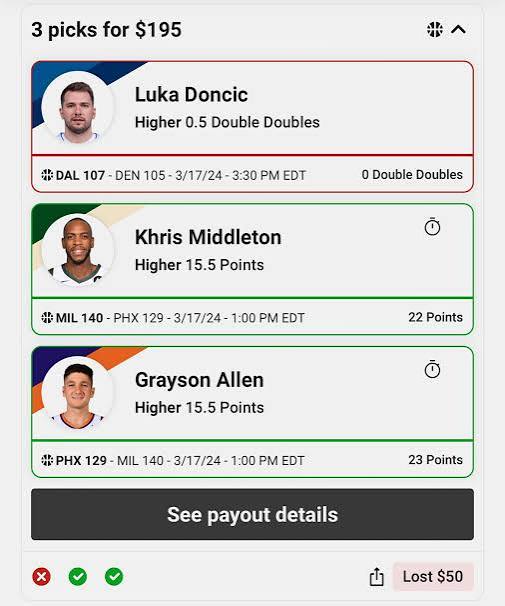 3 picks for $195
Luka Doncic
Higher 0.5 Double Doubles
DAL 107 - DEN 105 - 3/17/24 - 3:30 PM EDT 0 Double Doubles
Khris Middleton
Higher 15.5 Points
MIL 140 - PHX 129 - 3/17/24 - 1:00 PM EDT 22 Points
Grayson Allen
Higher 15.5 Points
PHX 129 - MIL 140 - 3/17/24 - 1:00 PM EDT 23 Points
See payout details
Lost $50